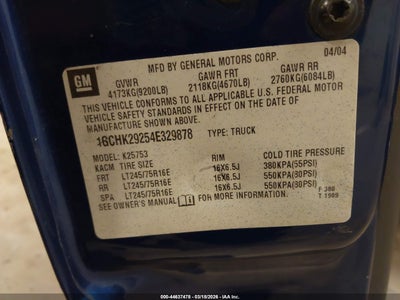 MFD BY GENERAL MOTORS CORP. 04/04
GM
GVWR GAWR FRT GAWR RR
4173KG(9200LB) 2118KG(4670LB) 2760KG(6084LB)
THIS VEHICLE CONFORMS TO ALL APPLICABLE U.S. FEDERAL MOTOR
VEHICLE SAFETY STANDARDS IN EFFECT ON THE DATE OF
MANUFACTURE SHOWN ABOVE.
1GCHK29254E329878 TYPE: TRUCK
MODEL: K25753
KACM TIRE SIZE RIM COLD TIRE PRESSURE
FRT LT245/75R16E 16X6.5J 380KPA(55PSI)
RR LT245/75R16E 16X6.5J 550KPA(80PSI)
SPA LT245/75R16E 16X6.5J 550KPA(80PSI)
SEE OWNER'S MANUAL FOR MORE INFORMATION
F 380
T 1909
000-44637478 - 03/18/2026 - IAA, Inc.